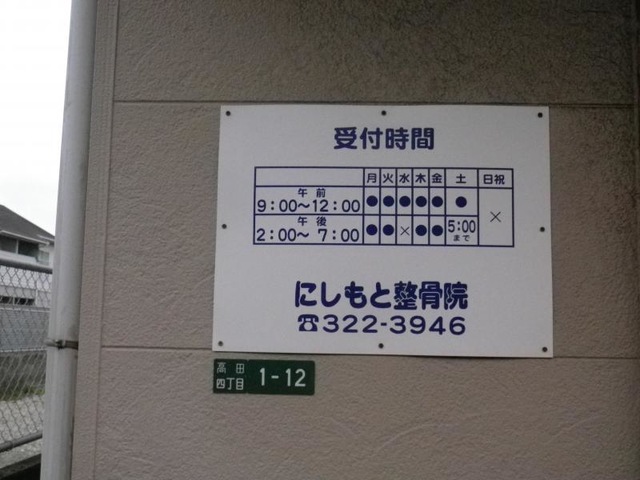 受付時間
月 火 水 木 金 土 日祝
午前
9:00～12:00 ● ● ● ● ● ● ×
午後
2:00～ 7:00 ● ● × ● ● 5:00
まで
にしもと整骨院
☎322-3946
高田
四丁目 1-12